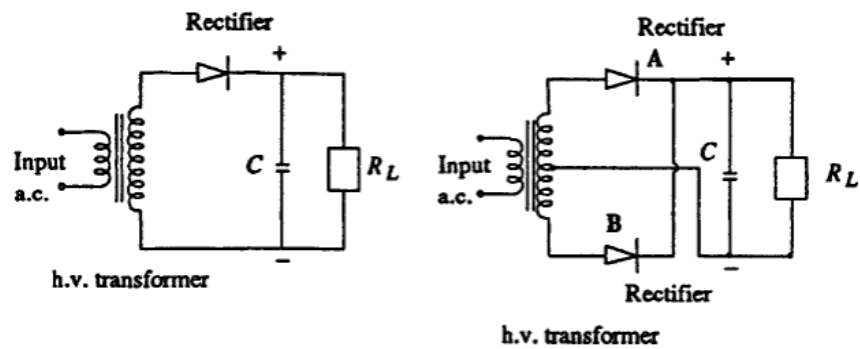 Rectifier
+
Input
a.c.
C
R_L
−
h.v. transformer
Rectifier
A
+
Input
a.c.
C
R_L
B
−
Rectifier
h.v. transformer